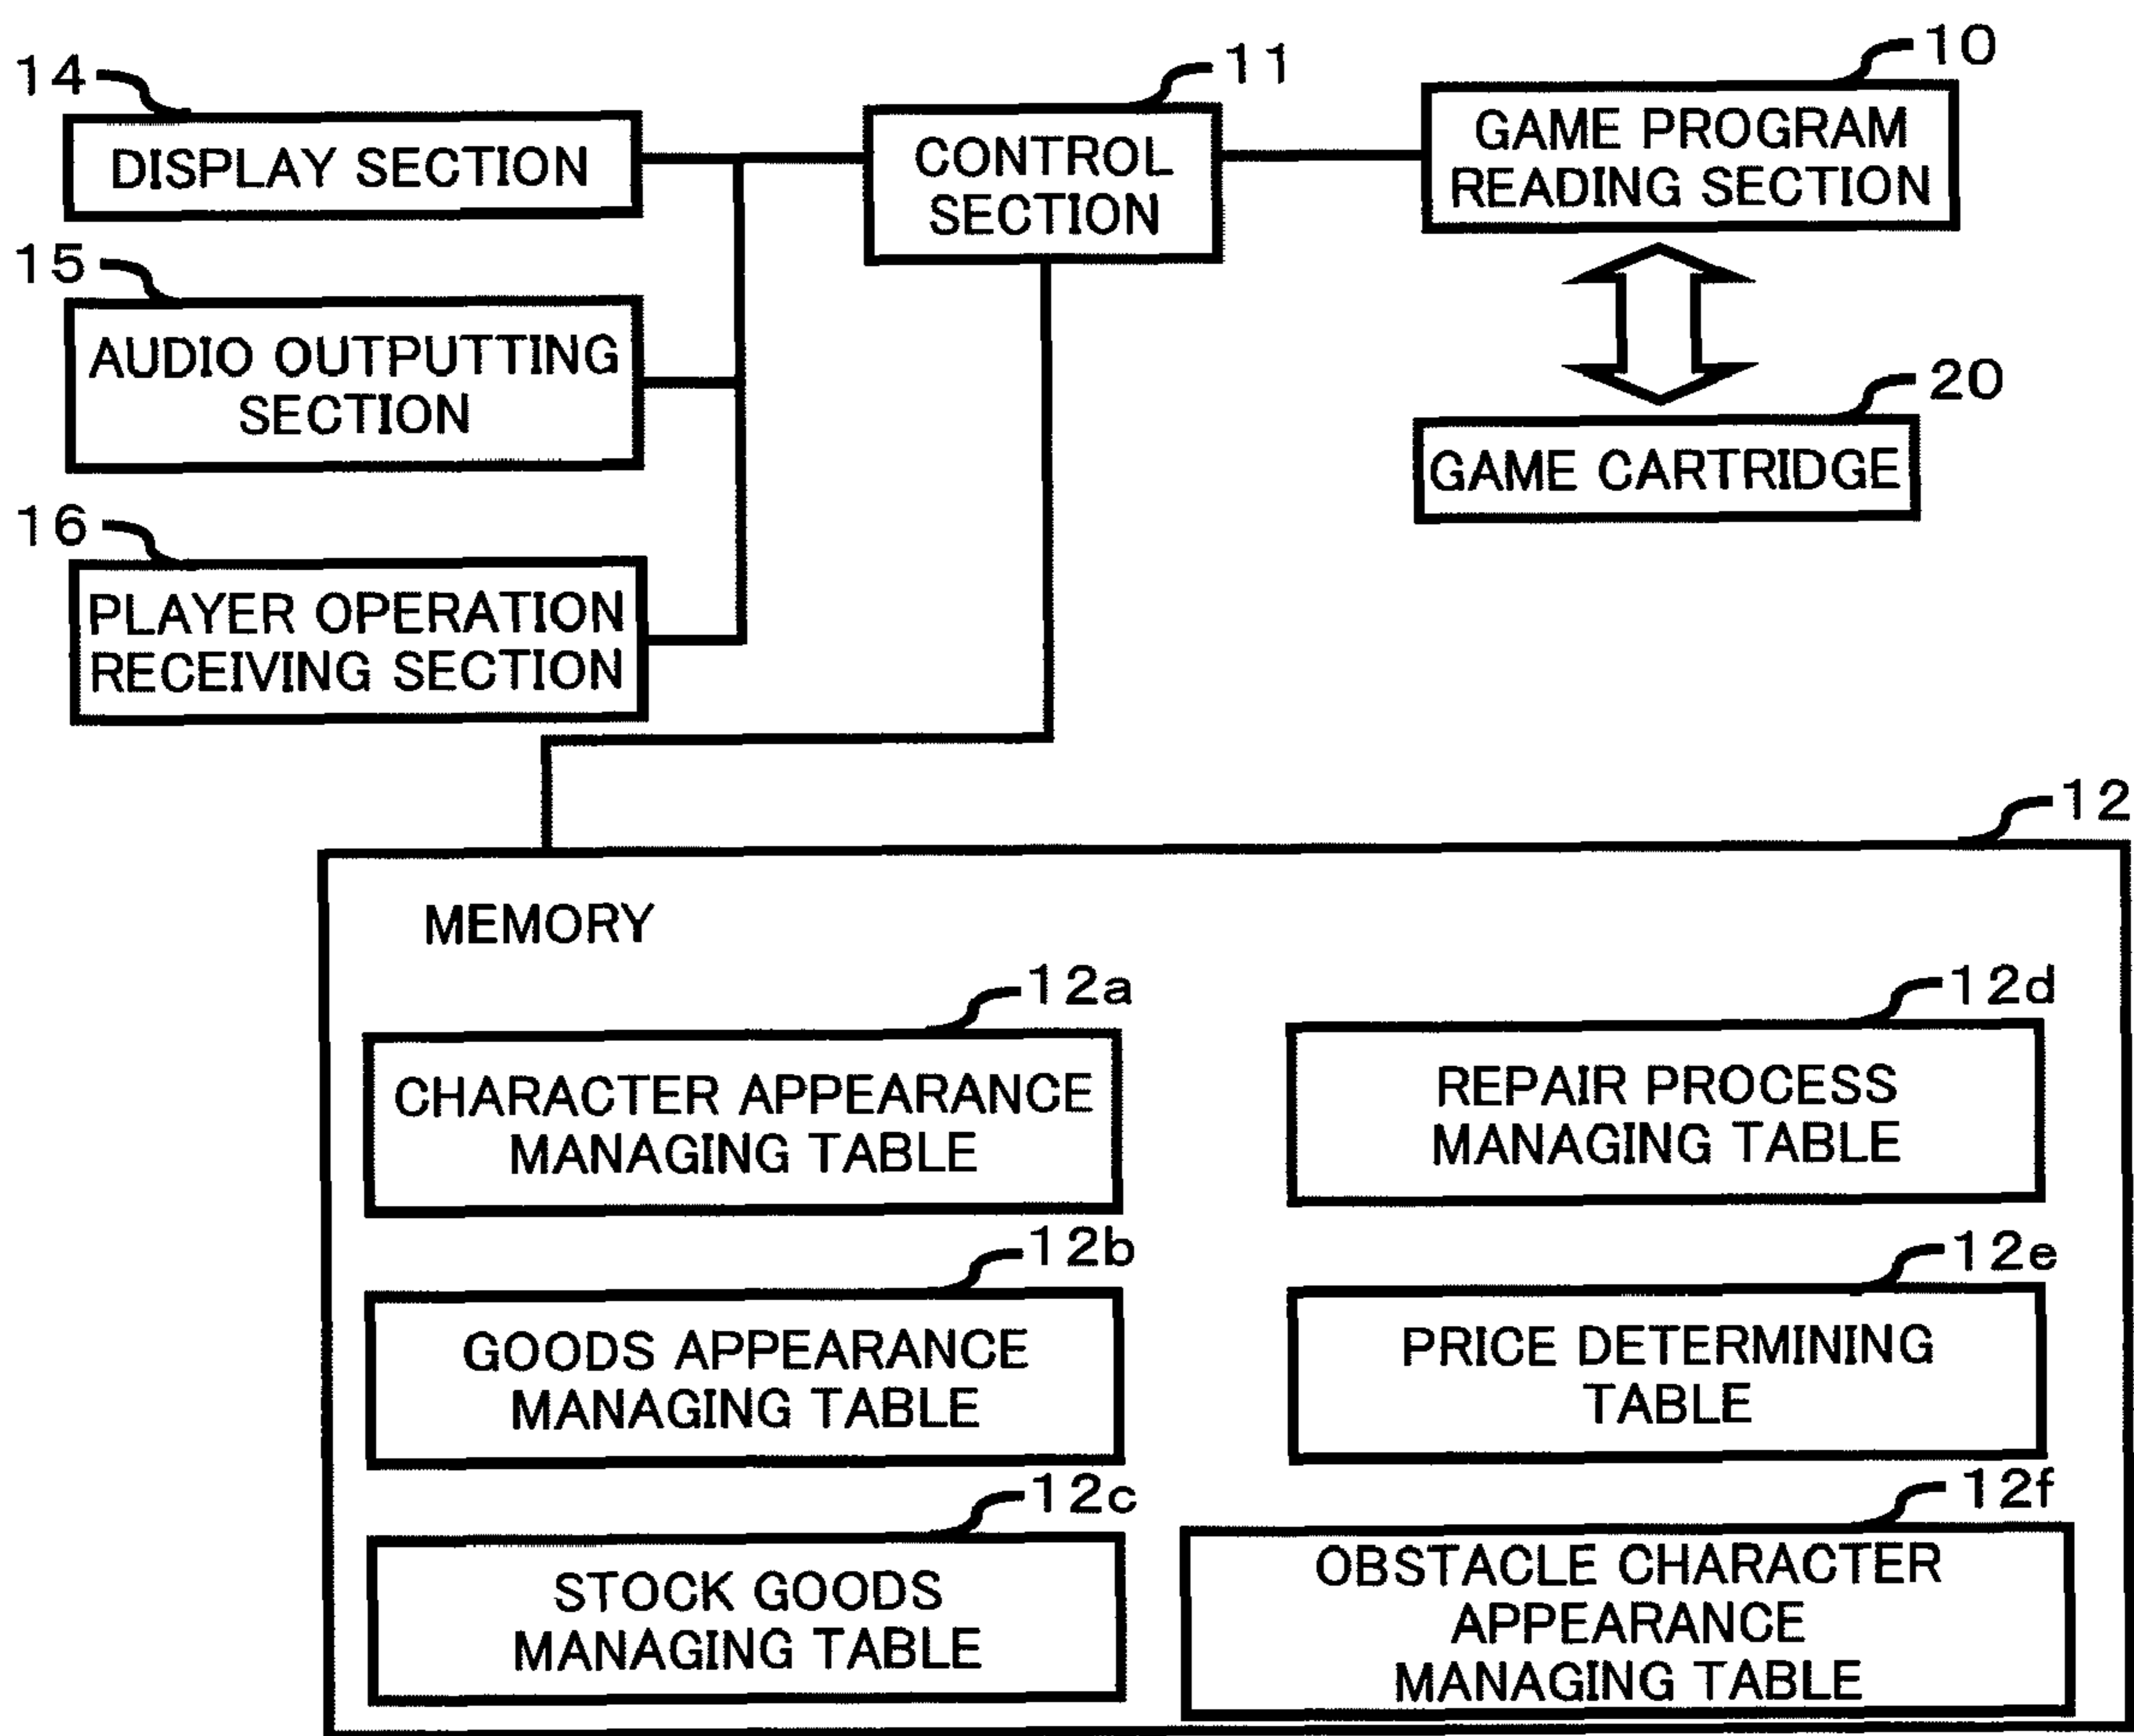 14
DISPLAY SECTION
11
CONTROL
SECTION
10
GAME PROGRAM
READING SECTION
15
AUDIO OUTPUTTING
SECTION
20
GAME CARTRIDGE
16
PLAYER OPERATION
RECEIVING SECTION
12
MEMORY
12a
CHARACTER APPEARANCE
MANAGING TABLE
12d
REPAIR PROCESS
MANAGING TABLE
12b
GOODS APPEARANCE
MANAGING TABLE
12e
PRICE DETERMINING
TABLE
12c
STOCK GOODS
MANAGING TABLE
12f
OBSTACLE CHARACTER
APPEARANCE
MANAGING TABLE